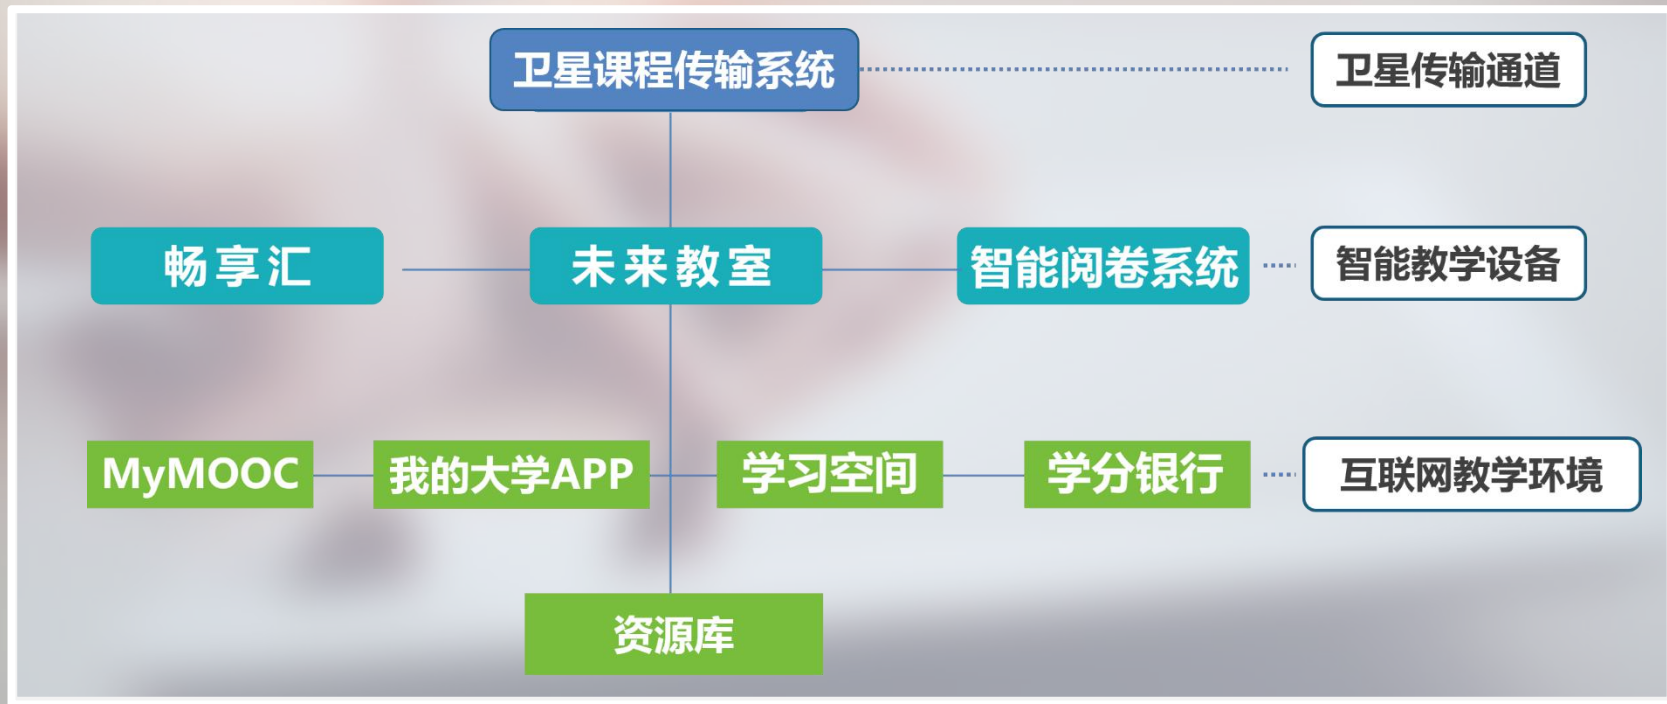 卫星课程传输系统
卫星传输通道
畅享汇
未来教室
智能阅卷系统
智能教学设备
MyMOOC
我的大学APP
学习空间
学分银行
互联网教学环境
资源库